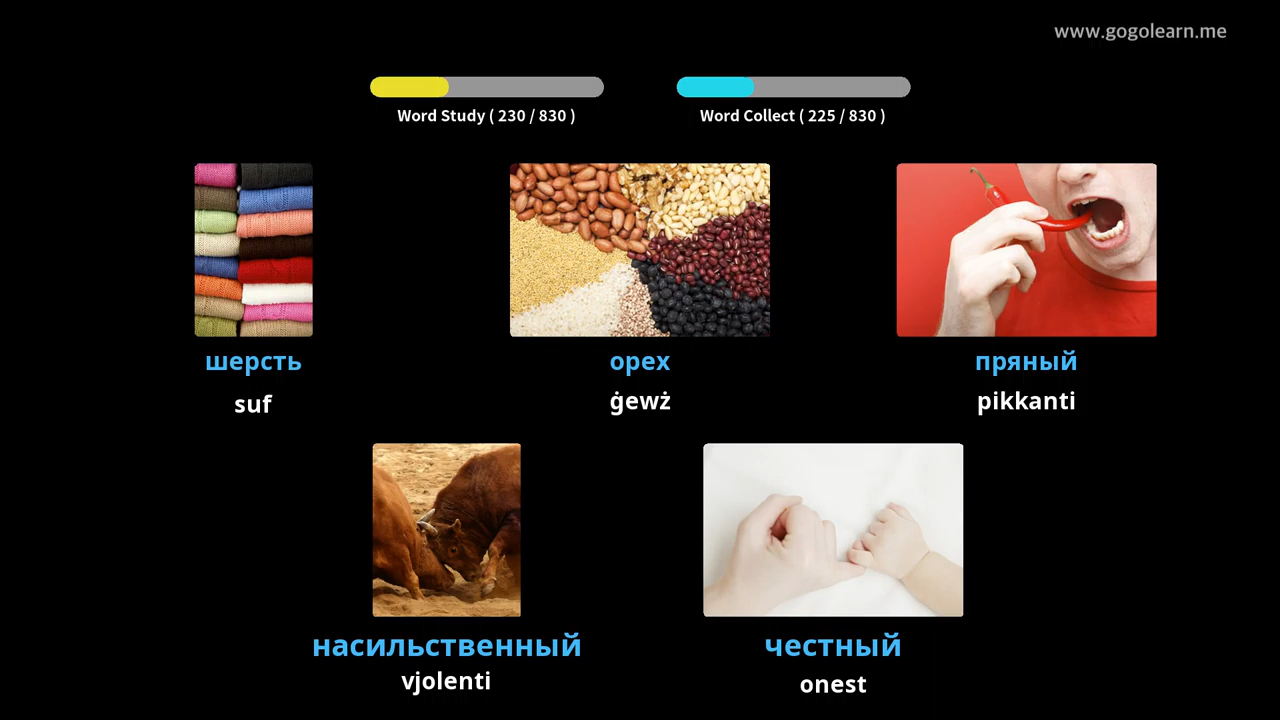 www.gogolearn.me
Word Study ( 230 / 830 )
Word Collect ( 225 / 830 )
шерсть
suf
орех
ġewż
пряный
pikkanti
насильственный
vjolenti
честный
onest